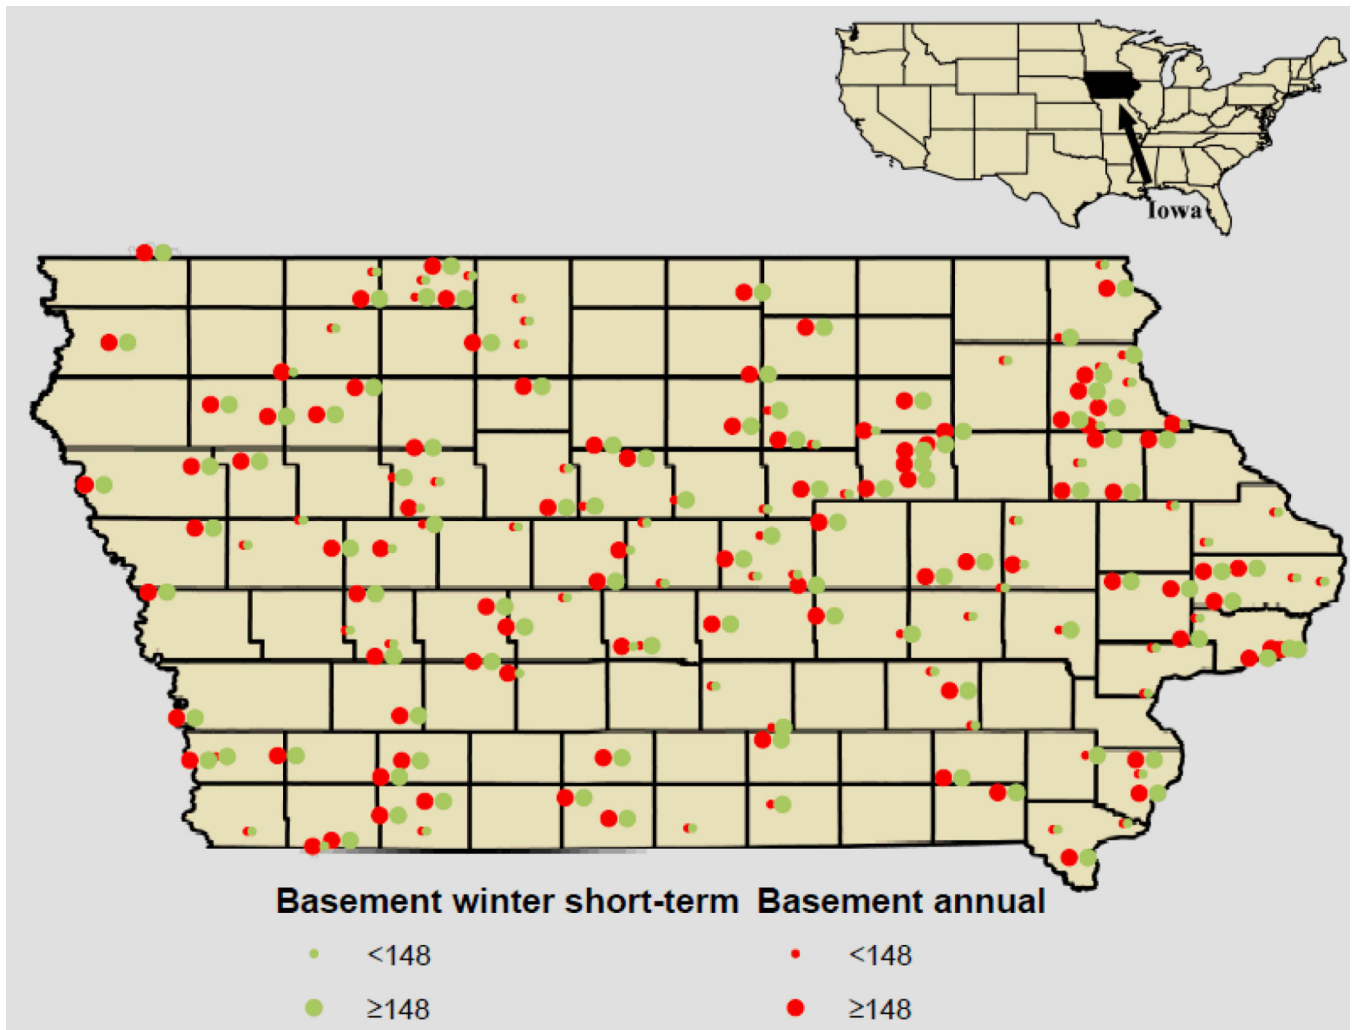 Iowa
Basement winter short-term Basement annual
<148 <148
≥148 ≥148